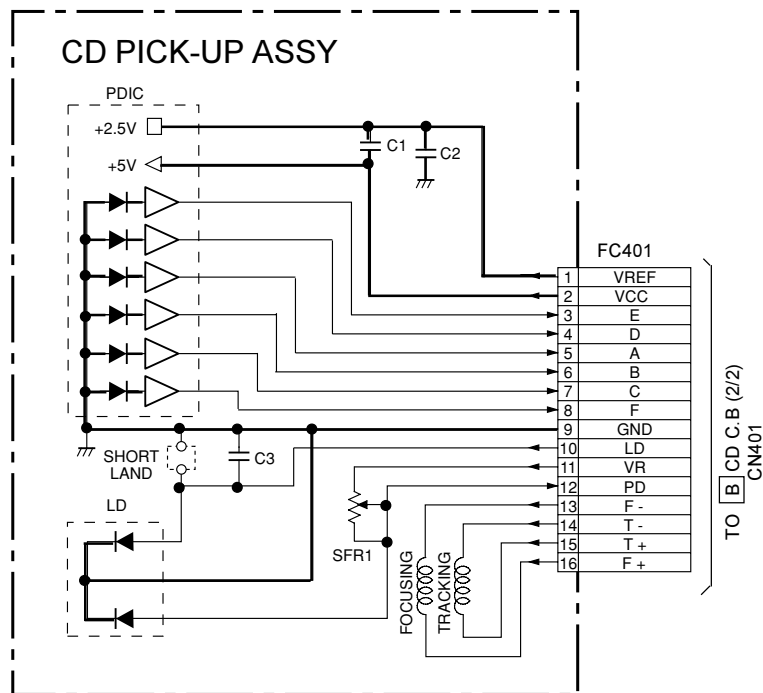 CD PICK-UP ASSY
PDIC
+2.5V
C1
C2
+5V
FC401
1 VREF
2 VCC
3 E
4 D
5 A
6 B
7 C
8 F
9 GND
10 LD
11 VR
12 PD
13 F -
14 T -
15 T +
16 F +
SHORT
LAND
C3
LD
SFR1
FOCUSING
TRACKING
TO B CD C.B (2/2)
CN401